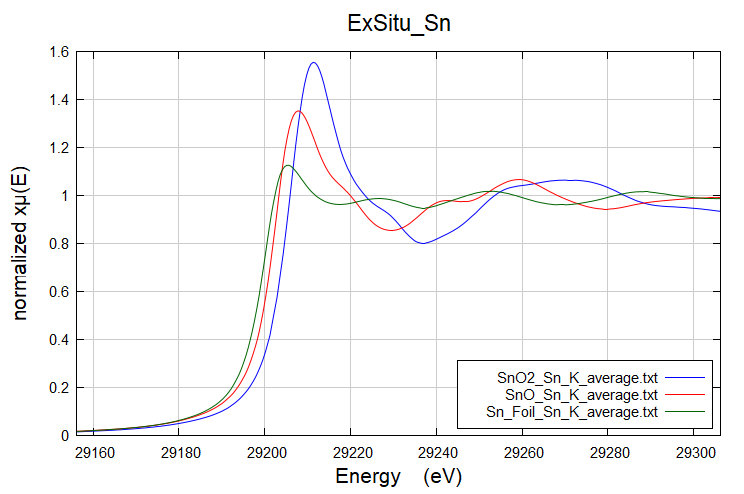 ExSitu_Sn
1.6
1.4
1.2
1
0.8
0.6
0.4
0.2
0
normalized xμ(E)
SnO2_Sn_K_average.txt
SnO_Sn_K_average.txt
Sn_Foil_Sn_K_average.txt
29160 29180 29200 29220 29240 29260 29280 29300
Energy (eV)